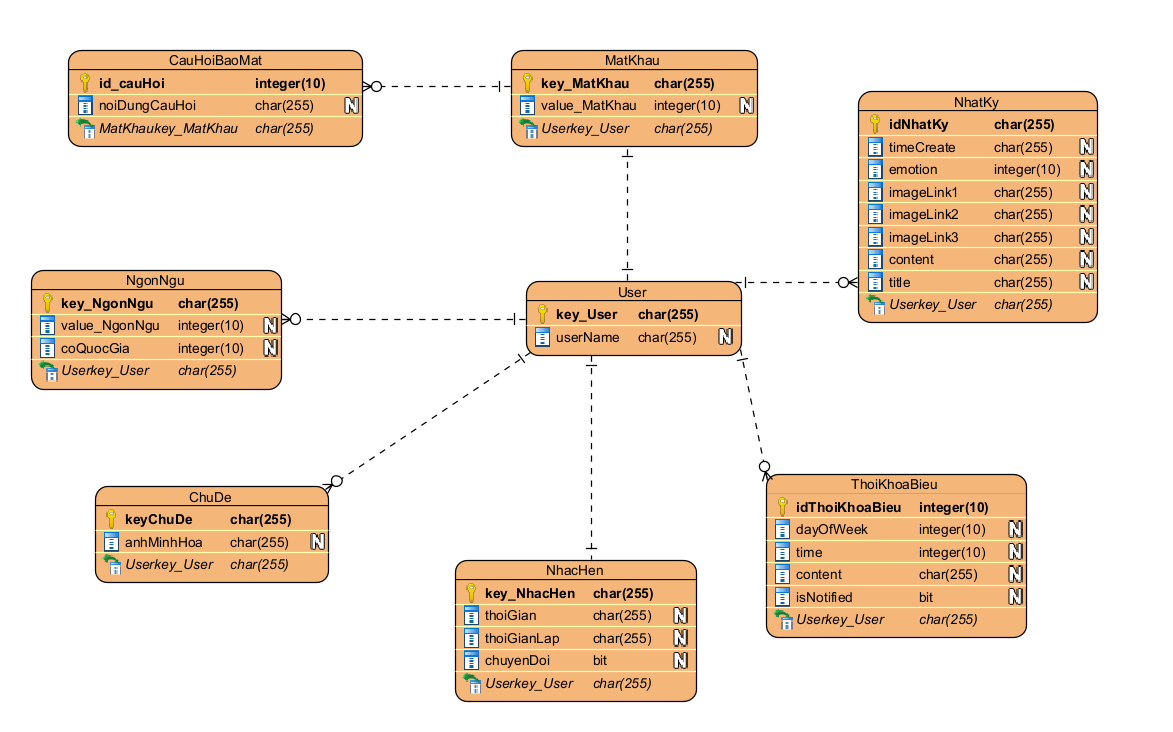 CauHoiBaoMat
id_cauHoi integer(10)
noiDungCauHoi char(255) N
MatKhaukey_MatKhau char(255)
MatKhau
key_MatKhau char(255)
value_MatKhau integer(10) N
Userkey_User char(255)
NhatKy
idNhatKy char(255)
timeCreate char(255) N
emotion integer(10) N
imageLink1 char(255) N
imageLink2 char(255) N
imageLink3 char(255) N
content char(255) N
title char(255) N
Userkey_User char(255)
NgonNgu
key_NgonNgu char(255)
value_NgonNgu integer(10) N
coQuocGia integer(10) N
Userkey_User char(255)
User
key_User char(255)
userName char(255) N
ChuDe
keyChuDe char(255)
anhMinhHoa char(255) N
Userkey_User char(255)
NhacHen
key_NhacHen char(255)
thoiGian char(255) N
thoiGianLap char(255) N
chuyenDoi bit N
Userkey_User char(255)
ThoiKhoaBieu
idThoiKhoaBieu integer(10)
dayOfWeek integer(10) N
time integer(10) N
content char(255) N
isNotified bit N
Userkey_User char(255)